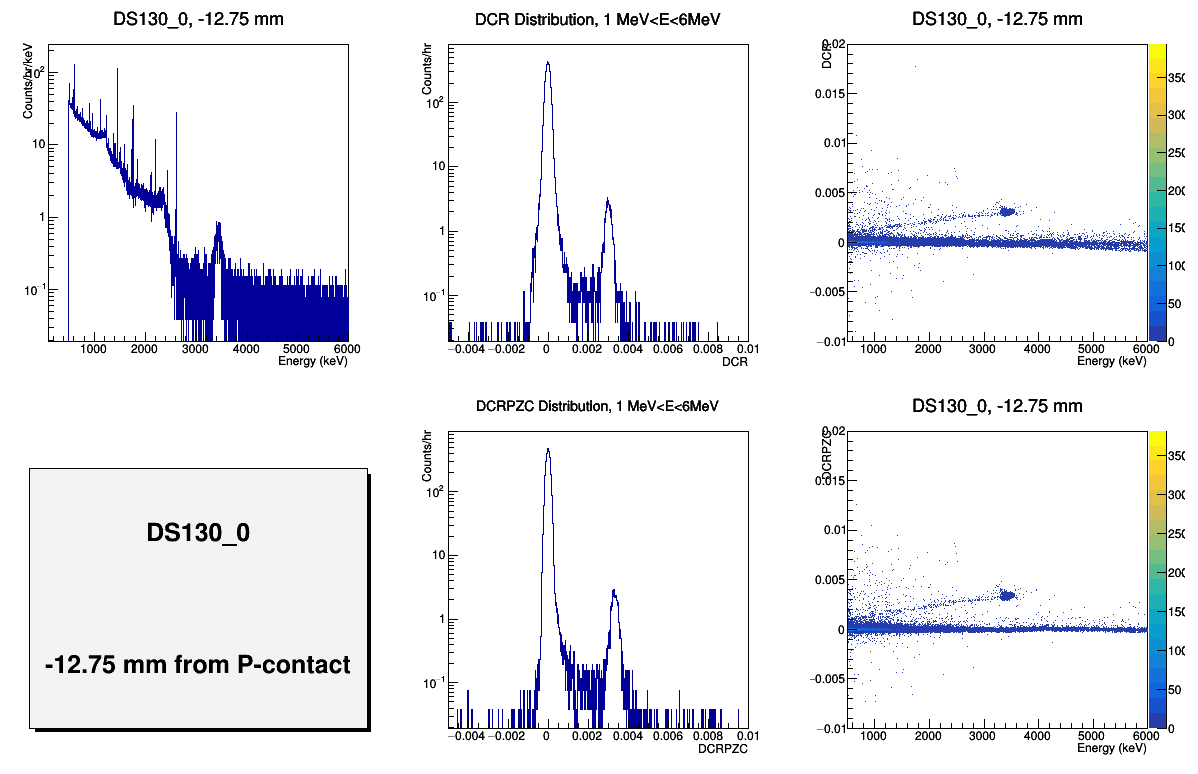 DS130_0, -12.75 mm
Counts/hr/keV
10²
10
1
10⁻¹
1000 2000 3000 4000 5000 6000
Energy (keV)
DCR Distribution, 1 MeV<E<6MeV
Counts/hr
10²
10
1
10⁻¹
−0.004 −0.002 0 0.002 0.004 0.006 0.008 0.01
DCR
DS130_0, -12.75 mm
DCR
0.02
0.015
0.01
0.005
0
−0.005
−0.01
1000 2000 3000 4000 5000 6000
Energy (keV)
350
300
250
200
150
100
50
0
DS130_0
-12.75 mm from P-contact
DCRPZC Distribution, 1 MeV<E<6MeV
Counts/hr
10²
10
1
10⁻¹
−0.004 −0.002 0 0.002 0.004 0.006 0.008 0.01
DCRPZC
DS130_0, -12.75 mm
DCRPZC
0.02
0.015
0.01
0.005
0
−0.005
−0.01
1000 2000 3000 4000 5000 6000
Energy (keV)
350
300
250
200
150
100
50
0